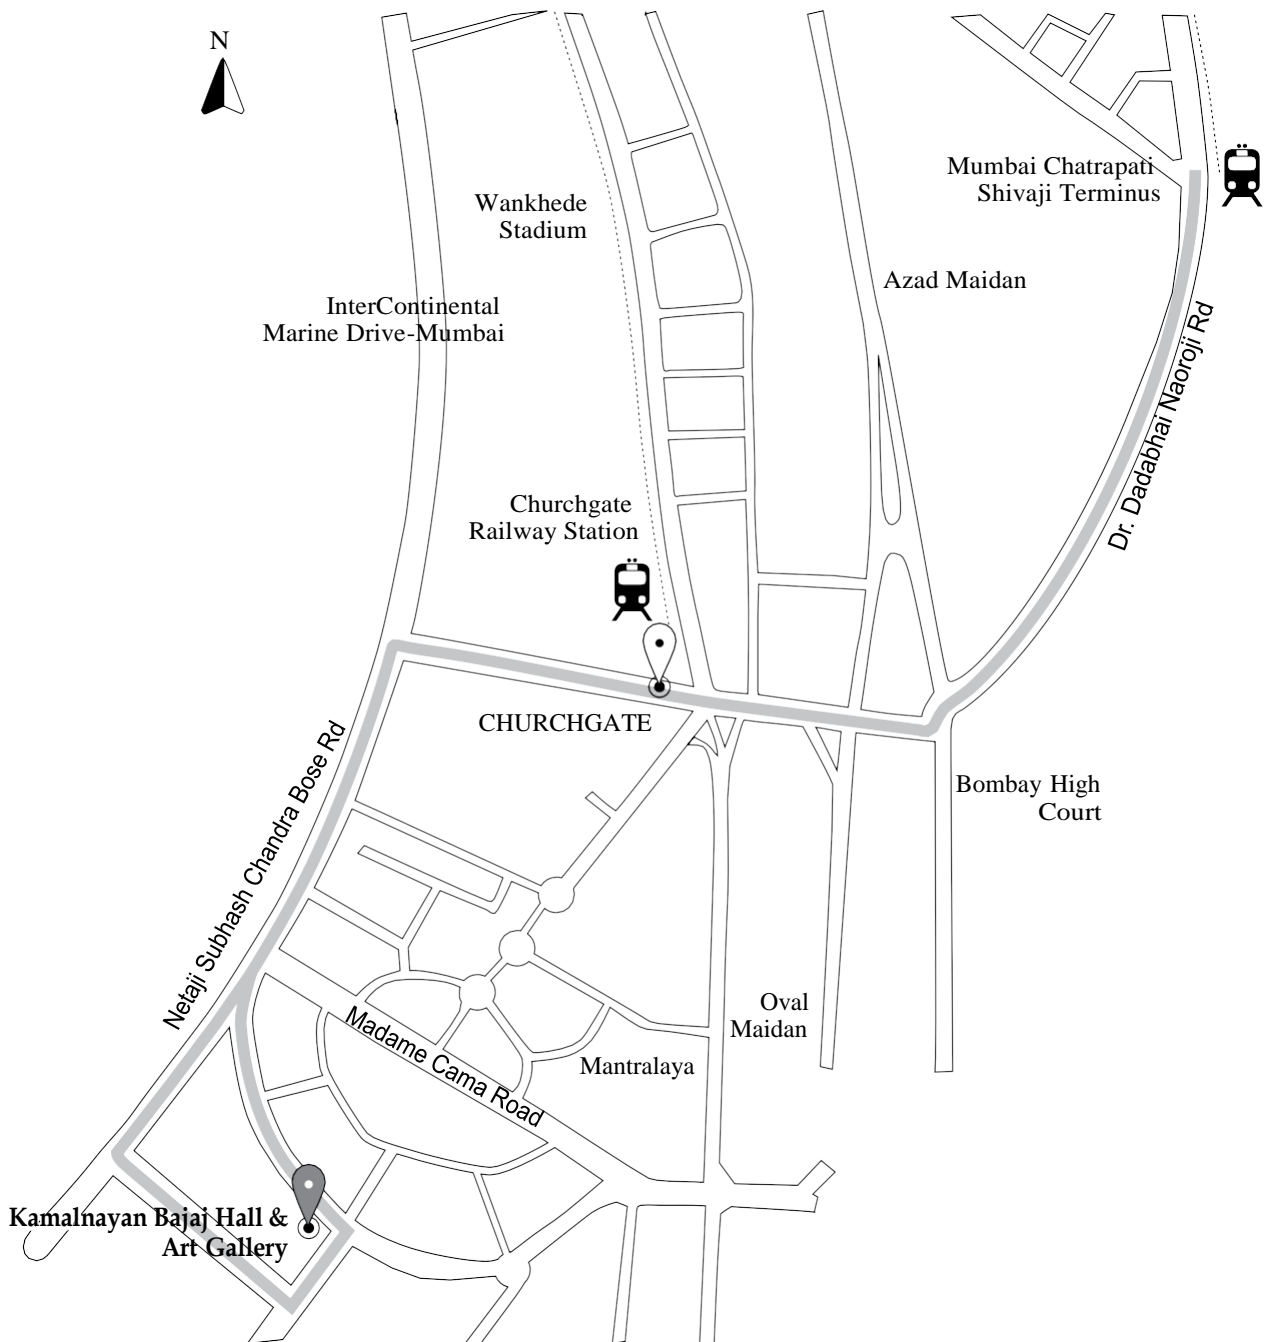 N
Mumbai Chatrapati
Shivaji Terminus
Wankhede
Stadium
Azad Maidan
InterContinental
Marine Drive-Mumbai
Dr. Dadabhai Naoroji Rd
Churchgate
Railway Station
CHURCHGATE
Netaji Subhash Chandra Bose Rd
Bombay High
Court
Oval
Maidan
Madame Cama Road
Mantralaya
Kamalnayan Bajaj Hall &
Art Gallery